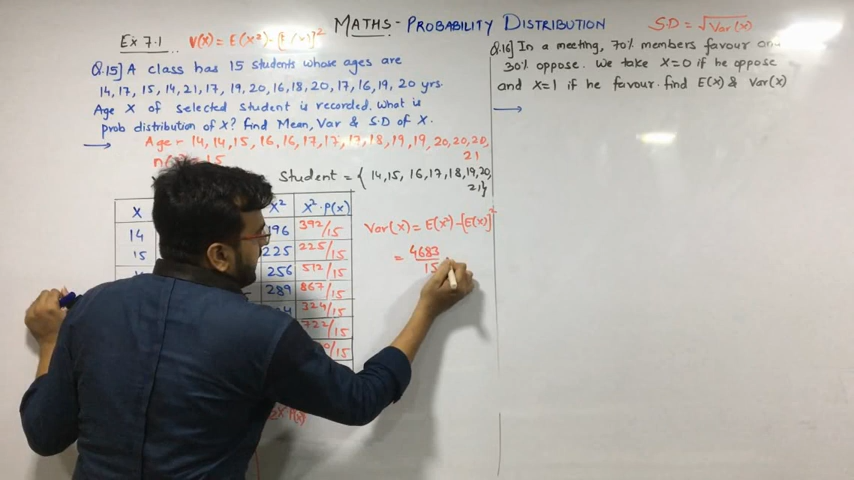 MATHS - PROBABILITY DISTRIBUTION
S.D = √Var(x)
Ex 7.1
V(x) = E(x²) - [E(x)]²
Q.15] A class has 15 students whose ages are
14, 17, 15, 14, 21, 17, 19, 20, 16, 18, 20, 17, 16, 19, 20 yrs.
Age X of selected student is recorded. What is
prob distribution of X? find Mean, Var & S.D of X.
Age = 14, 14, 15, 16, 16, 17, 17, 17, 18, 19, 19, 20, 20, 20,
21
15
Student = { 14, 15, 16, 17, 18, 19, 20,
21}
X X² X²·P(x)
14 196 392/15
15 225 225/15
256 512/15
289 867/15
324/15
722/15
/15
Var(x) = E(x²) - [E(x)]²
= 4683
15
Q.16] In a meeting, 70% members favour
30% oppose. We take X=0 if he oppose
and X=1 if he favour. find E(x) & Var(x)